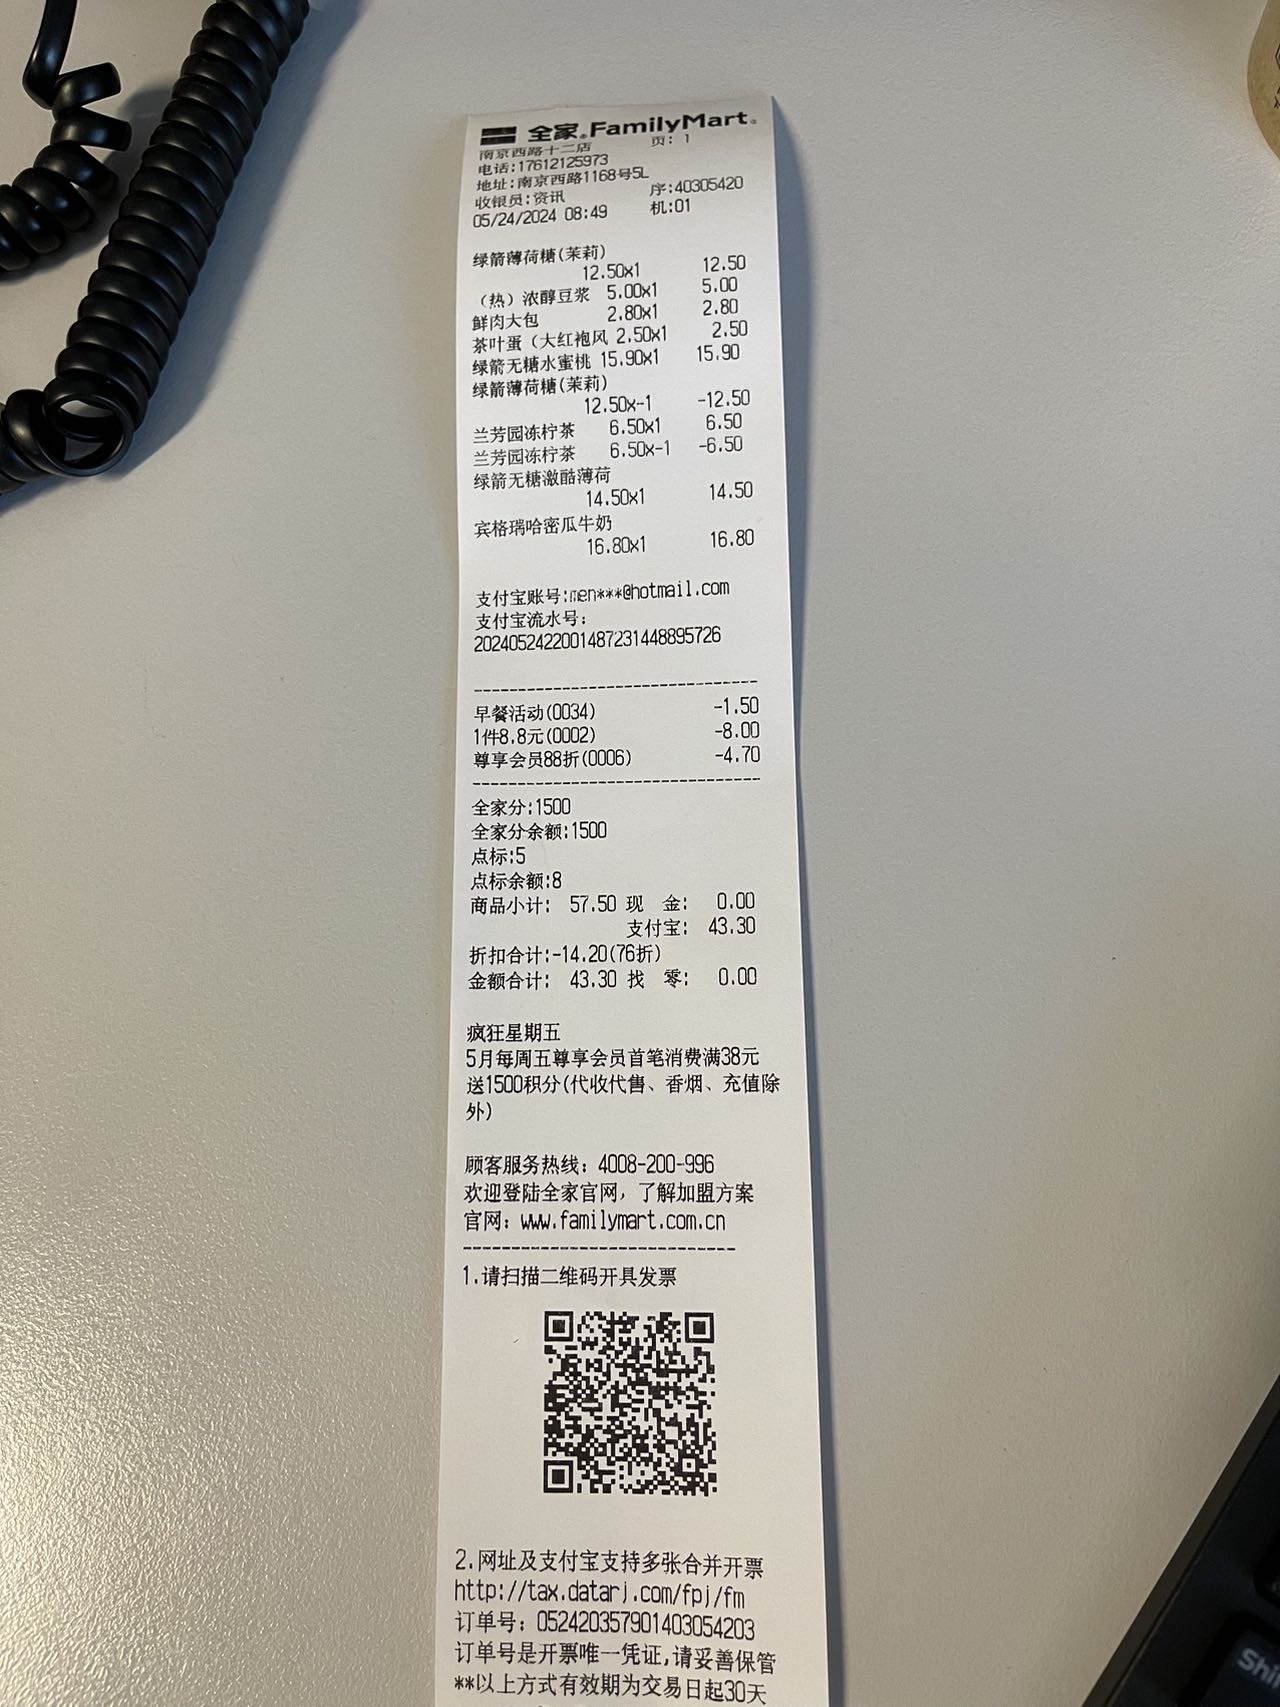 全家 FamilyMart
南京西路十二店 页: 1
电话:17612125973
地址:南京西路1168号5L
收银员:资讯 序:40305420
05/24/2024 08:49 机:01
绿箭薄荷糖(茉莉)
12.50x1 12.50
（热）浓醇豆浆 5.00x1 5.00
鲜肉大包 2.80x1 2.80
茶叶蛋（大红袍风 2.50x1 2.50
绿箭无糖水蜜桃 15.90x1 15.90
绿箭薄荷糖(茉莉)
12.50x-1 -12.50
兰芳园冻柠茶 6.50x1 6.50
兰芳园冻柠茶 6.50x-1 -6.50
绿箭无糖激酷薄荷
14.50x1 14.50
宾格瑞哈密瓜牛奶
16.80x1 16.80
支付宝账号:men***@hotmail.com
支付宝流水号:
2024052422001487231448895726
--------------------------------
早餐活动(0034) -1.50
1件8.8元(0002) -8.00
尊享会员88折(0006) -4.70
--------------------------------
全家分:1500
全家分余额:1500
点标:5
点标余额:8
商品小计: 57.50 现 金: 0.00
支付宝: 43.30
折扣合计:-14.20(76折)
金额合计: 43.30 找 零: 0.00
疯狂星期五
5月每周五尊享会员首笔消费满38元
送1500积分(代收代售、香烟、充值除
外)
顾客服务热线: 4008-200-996
欢迎登陆全家官网，了解加盟方案
官网: www.familymart.com.cn
------------------------------
1.请扫描二维码开具发票
2.网址及支付宝支持多张合并开票
http://tax.datarj.com/fpj/fm
订单号: 052420357901403054203
订单号是开票唯一凭证,请妥善保管
**以上方式有效期为交易日起30天
Shi